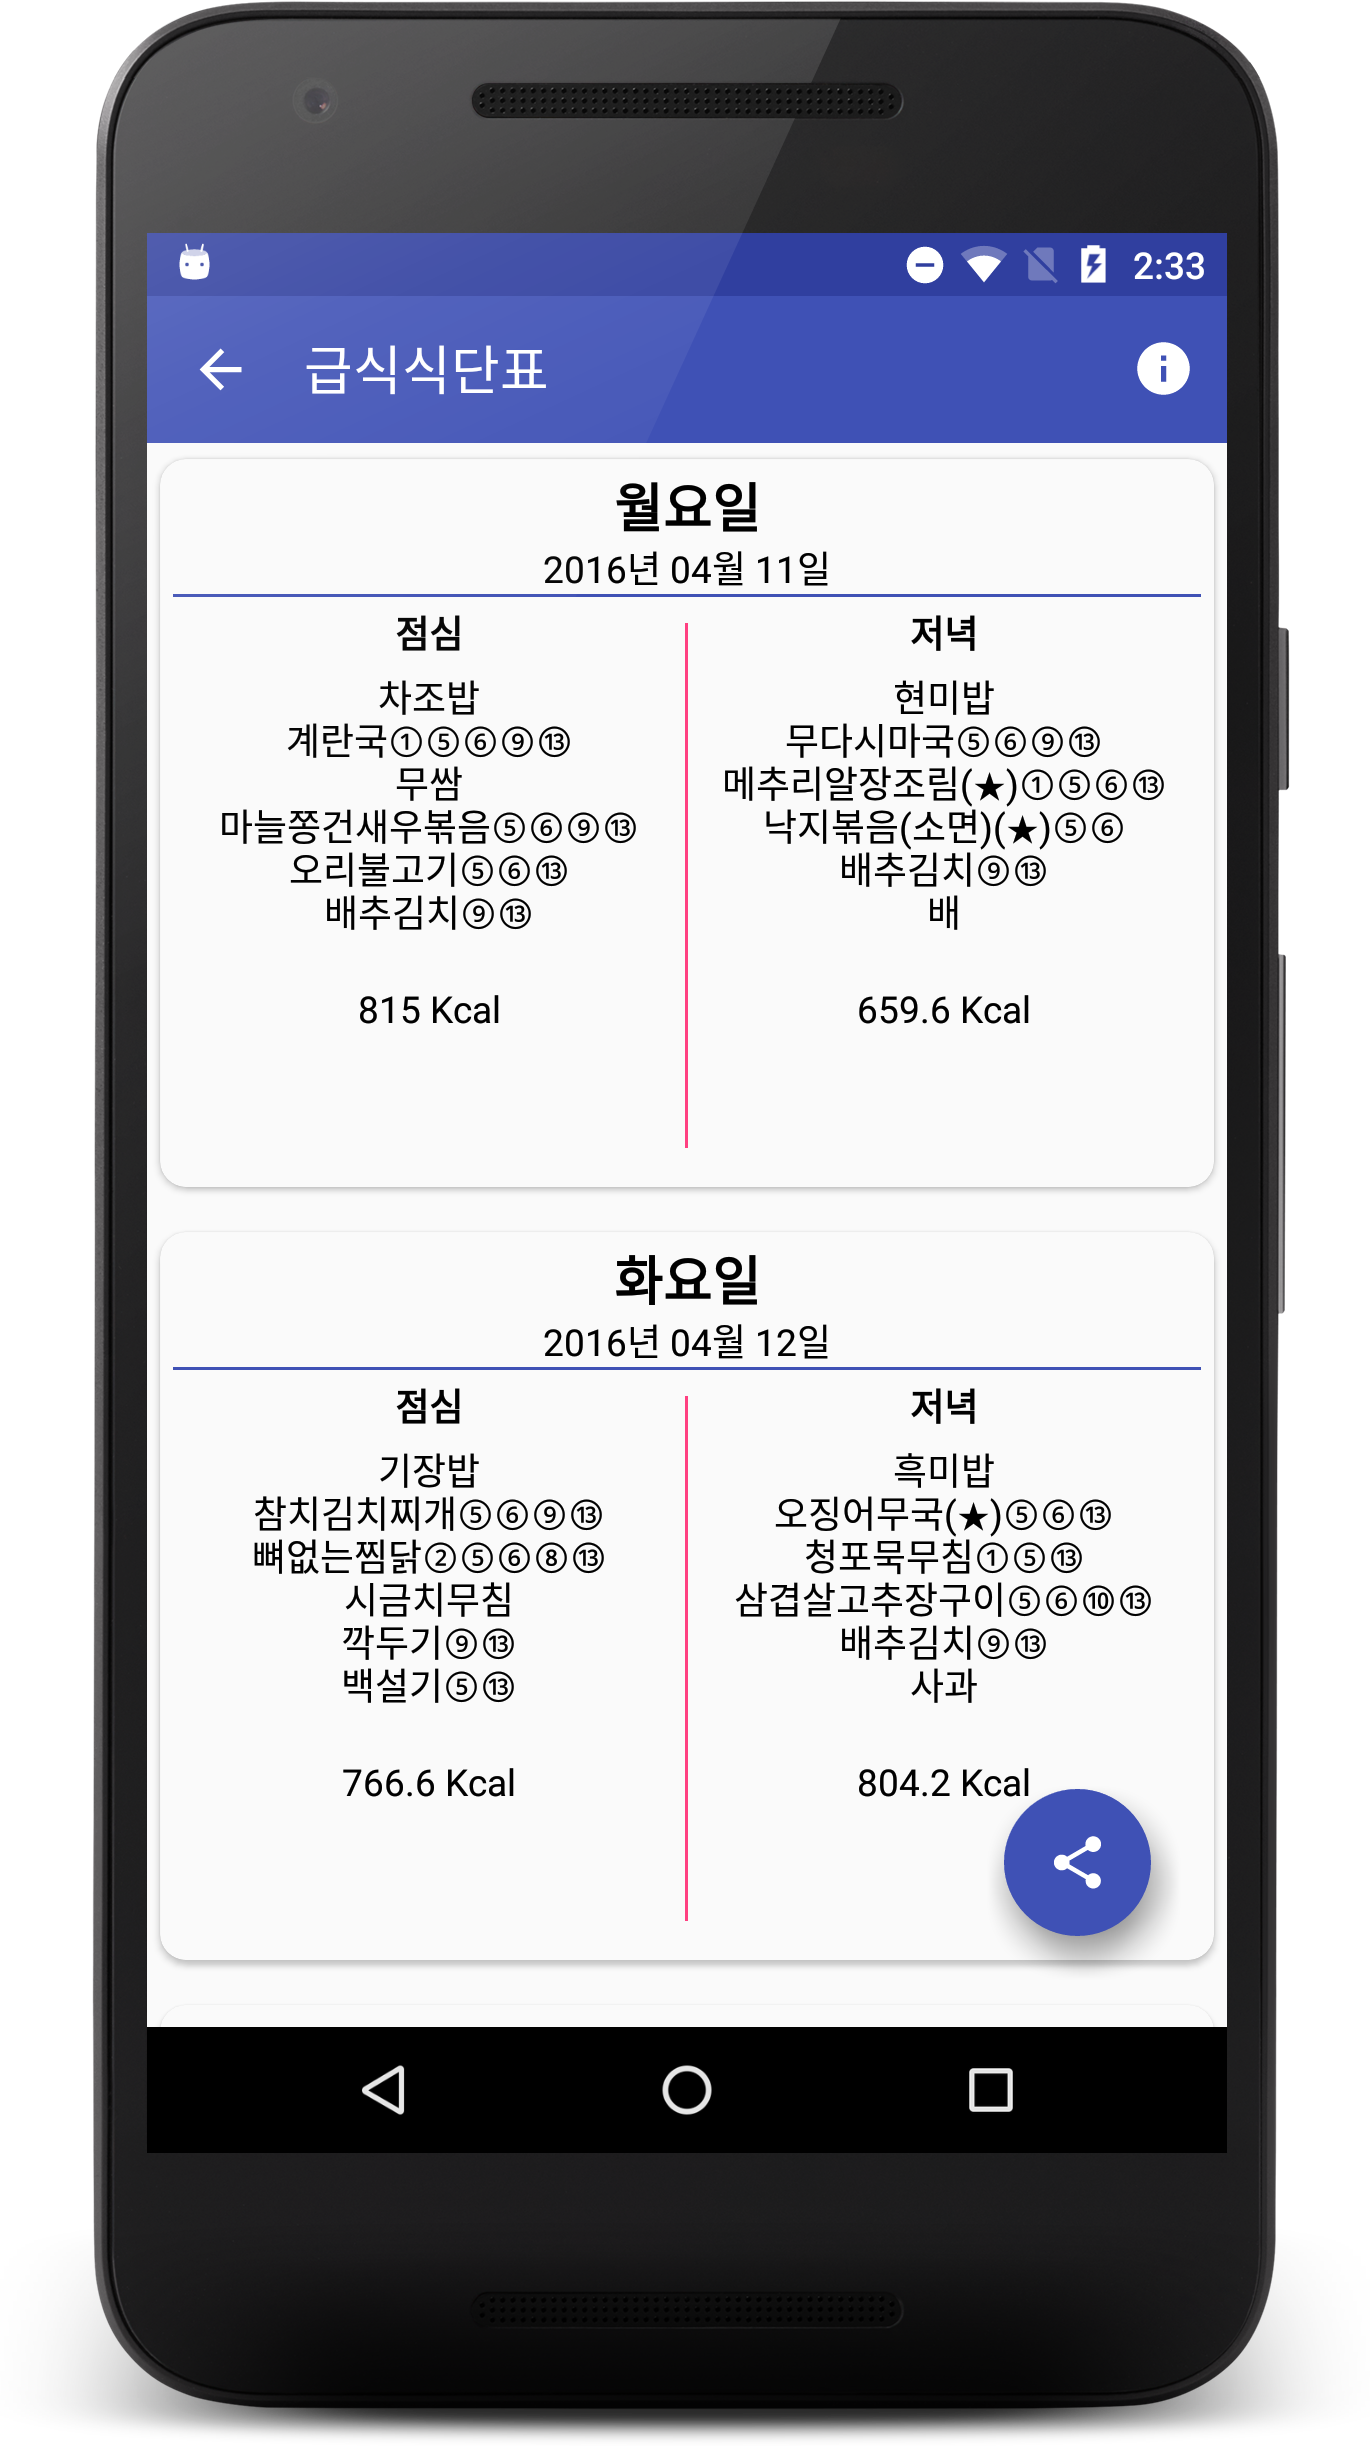 2:33
급식식단표
월요일
2016년 04월 11일
점심
차조밥
계란국①⑤⑥⑨⑬
무쌈
마늘쫑건새우볶음⑤⑥⑨⑬
오리불고기⑤⑥⑬
배추김치⑨⑬
815 Kcal
저녁
현미밥
무다시마국⑤⑥⑨⑬
메추리알장조림(★)①⑤⑥⑬
낙지볶음(소면)(★)⑤⑥
배추김치⑨⑬
배
659.6 Kcal
화요일
2016년 04월 12일
점심
기장밥
참치김치찌개⑤⑥⑨⑬
뼈없는찜닭②⑤⑥⑧⑬
시금치무침
깍두기⑨⑬
백설기⑤⑬
766.6 Kcal
저녁
흑미밥
오징어무국(★)⑤⑥⑬
청포묵무침①⑤⑬
삼겹살고추장구이⑤⑥⑩⑬
배추김치⑨⑬
사과
804.2 Kcal